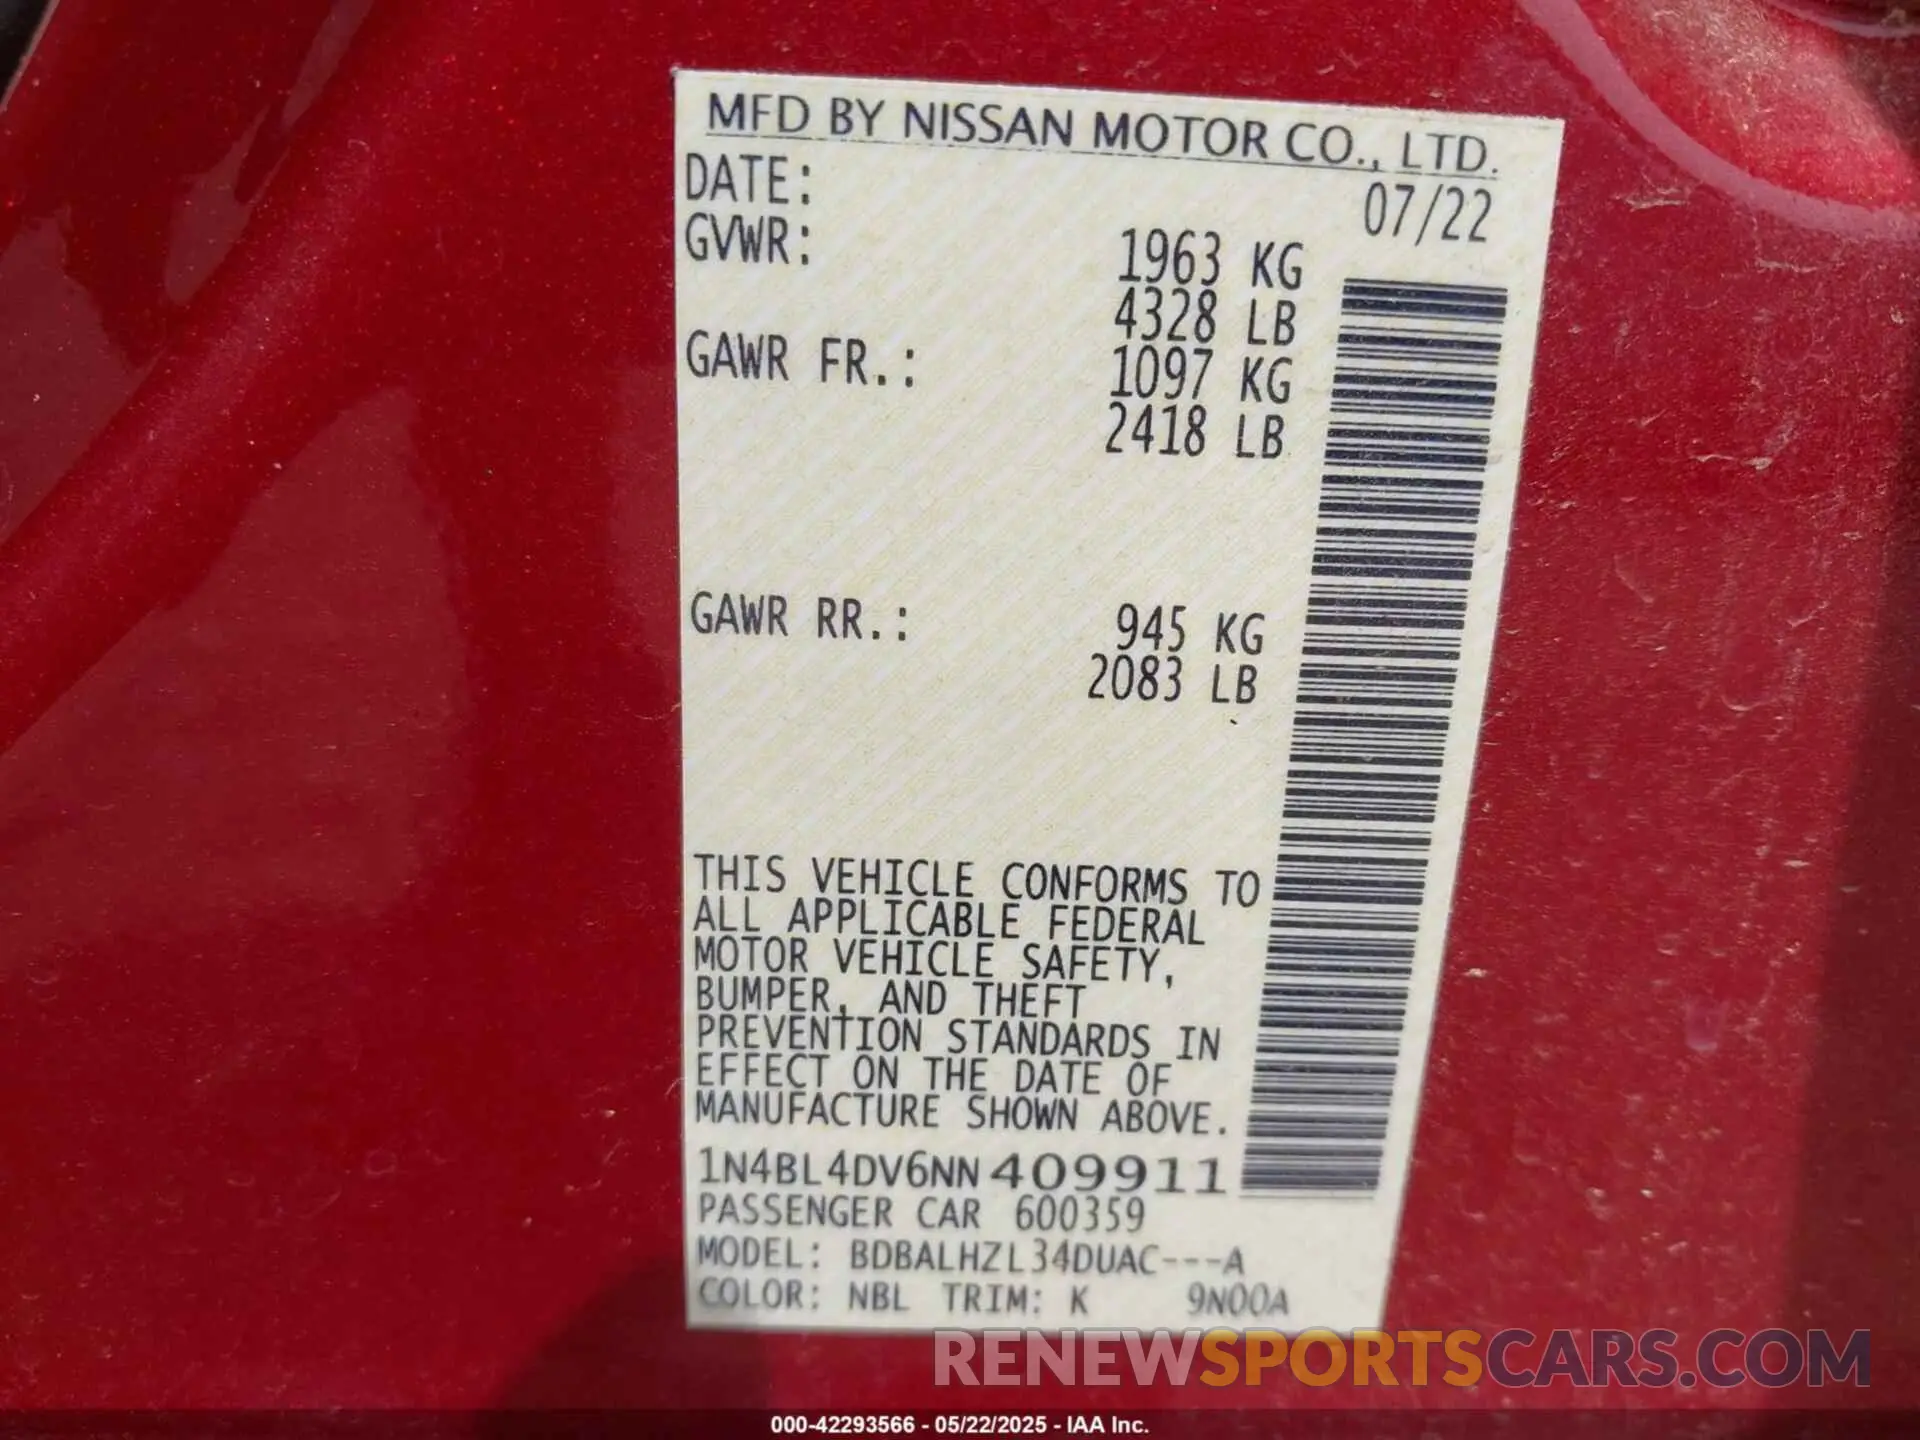 MFD BY NISSAN MOTOR CO., LTD.
DATE: 07/22
GVWR: 1963 KG
4328 LB
GAWR FR.: 1097 KG
2418 LB
GAWR RR.: 945 KG
2083 LB
THIS VEHICLE CONFORMS TO
ALL APPLICABLE FEDERAL
MOTOR VEHICLE SAFETY,
BUMPER, AND THEFT
PREVENTION STANDARDS IN
EFFECT ON THE DATE OF
MANUFACTURE SHOWN ABOVE.
1N4BL4DV6NN409911
PASSENGER CAR 600359
MODEL: BDBALHZL34DUAC---A
COLOR: NBL TRIM: K 9N00A
RENEWSPORTSCARS.COM
000-42293566 - 05/22/2025 - IAA Inc.